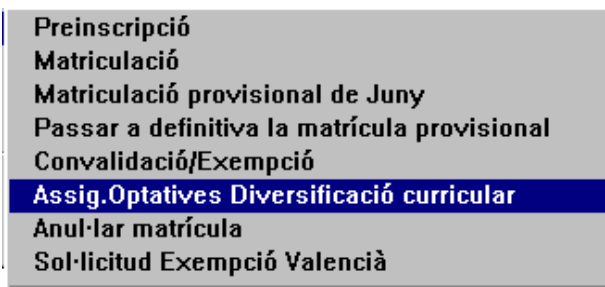 Preinscripció
Matriculació
Matriculació provisional de Juny
Passar a definitiva la matrícula provisional
Convalidació/Exempció
Assig.Optatives Diversificació curricular
Anul·lar matrícula
Sol·licitud Exempció Valencià